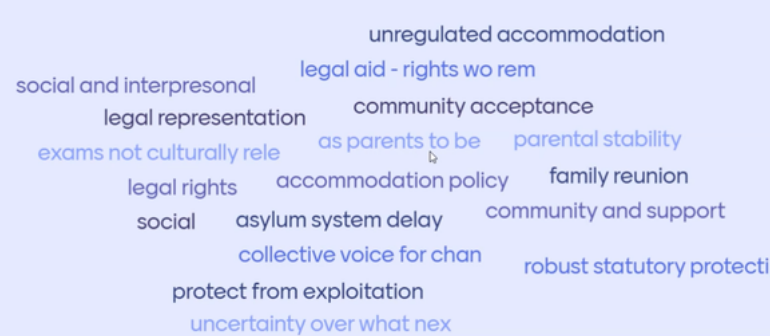 unregulated accommodation
legal aid - rights wo rem
social and interpresonal
community acceptance
legal representation
as parents to be
parental stability
exams not culturally rele
family reunion
accommodation policy
legal rights
community and support
social
asylum system delay
collective voice for chan
robust statutory protecti
protect from exploitation
uncertainty over what nex